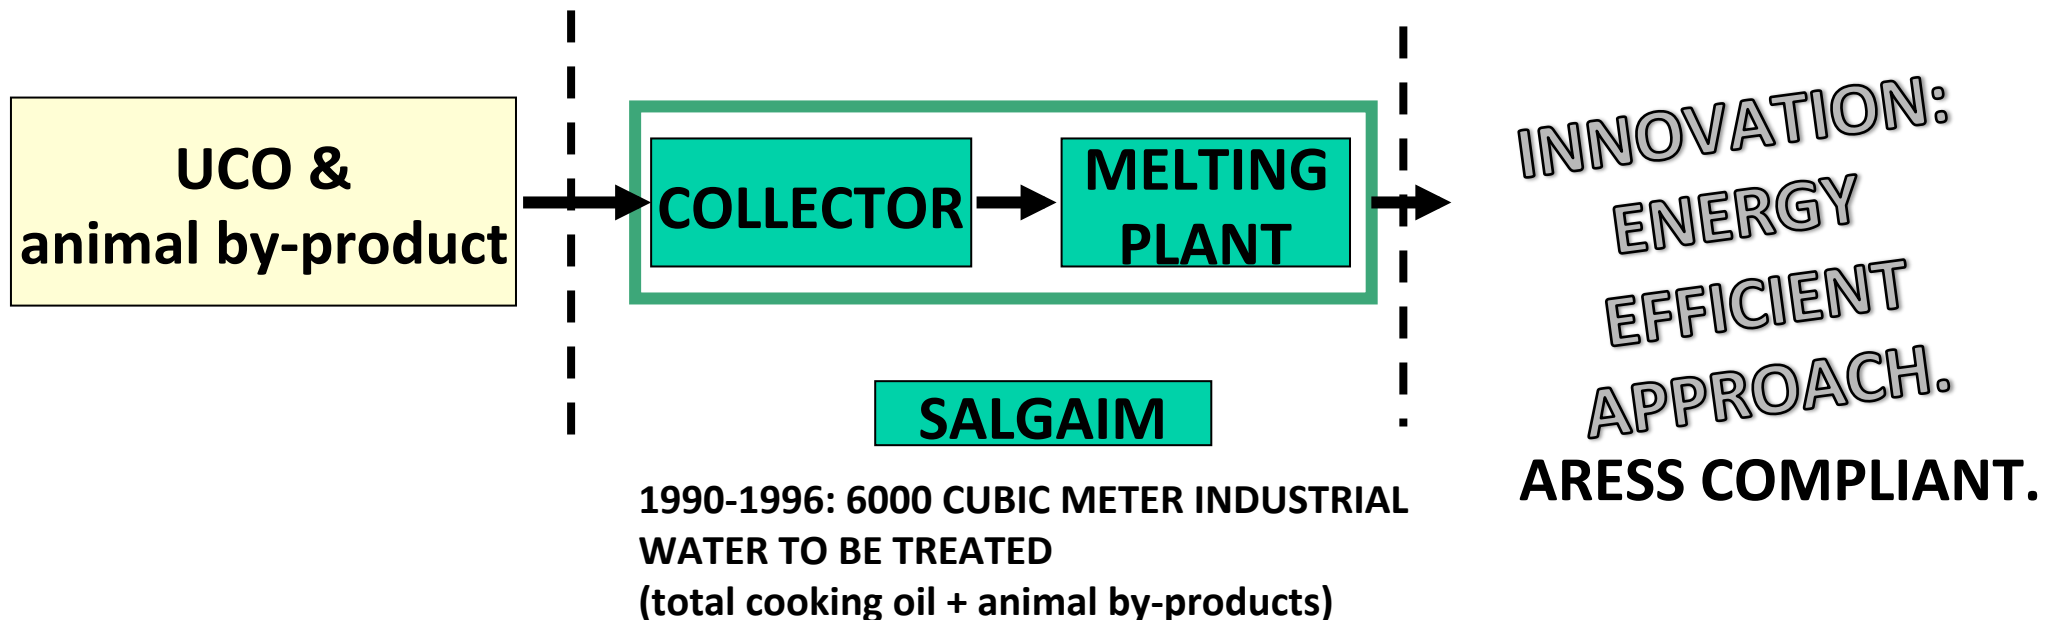 UCO &
animal by-product
COLLECTOR
MELTING
PLANT
SALGAIM
1990-1996: 6000 CUBIC METER INDUSTRIAL
WATER TO BE TREATED
(total cooking oil + animal by-products)
INNOVATION:
ENERGY
EFFICIENT
APPROACH.
ARESS COMPLIANT.